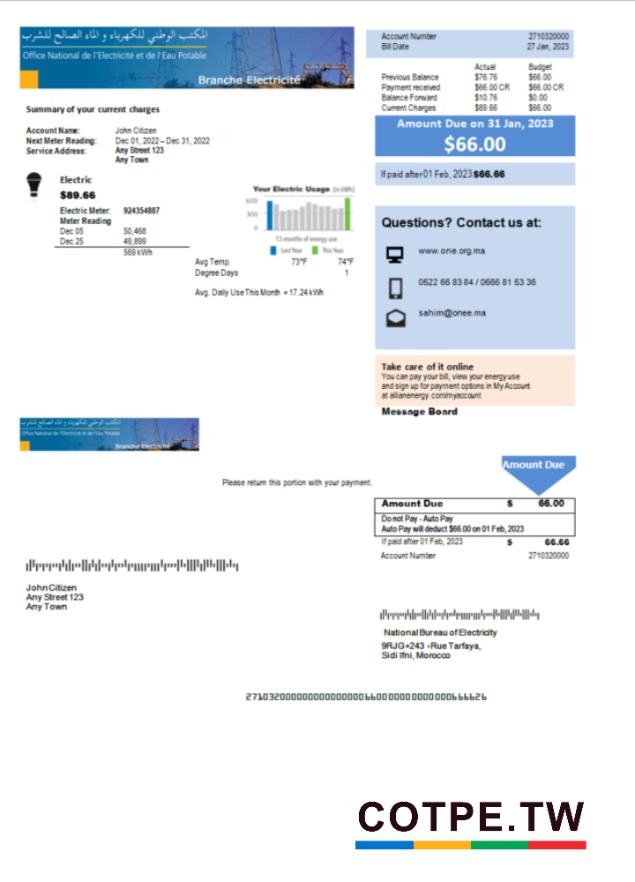 المكتب الوطني للكهرباء و الماء الصالح للشرب
Office National de l'Electricité et de l'Eau Potable
Branche Electricité
Account Number 2710320000
Bill Date 27 Jan, 2023
Actual Budget
Previous Balance $76.76 $66.00
Payment received $66.00 CR $66.00 CR
Balance Forward $10.76 $0.00
Current Charges $89.66 $66.00
Amount Due on 31 Jan, 2023
$66.00
If paid after 01 Feb, 2023 $66.66
Summary of your current charges
Account Name: John Citizen
Next Meter Reading: Dec 01, 2022 – Dec 31, 2022
Service Address: Any Street 123
Any Town
Electric
$89.66
Electric Meter: 924354887
Meter Reading
Dec 05 50,468
Dec 25 49,899
569 kWh
Your Electric Usage (in kWh)
600
300
0
13 months of energy use
Last Year This Year
Avg Temp. 73°F 74°F
Degree Days 1
Avg. Daily Use This Month = 17.24 kWh
Questions? Contact us at:
www.one.org.ma
0522 66 83 84 / 0666 81 53 36
sahim@onee.ma
Take care of it online
You can pay your bill, view your energy use
and sign up for payment options in My Account
at allianenergy.com/myaccount
Message Board
المكتب الوطني للكهرباء و الماء الصالح للشرب
Office National de l'Electricité et de l'Eau Potable
Branche Electricité
Please return this portion with your payment.
Amount Due
Amount Due $ 66.00
Do not Pay - Auto Pay
Auto Pay will deduct $66.00 on 01 Feb, 2023
If paid after 01 Feb, 2023 $ 66.66
Account Number 2710320000
John Citizen
Any Street 123
Any Town
National Bureau of Electricity
9RJG+243 -Rue Tarfaya,
Sidi Ifni, Morocco
COTPE.TW